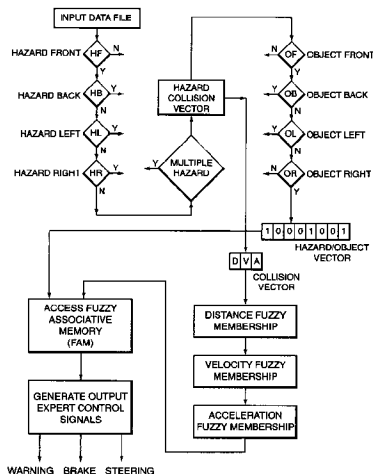 INPUT DATA FILE
HAZARD FRONT
HF
N
Y
HAZARD BACK
HB
Y
N
HAZARD LEFT
HL
Y
N
HAZARD RIGHT
HR
Y
N
HAZARD
COLLISION
VECTOR
Y
MULTIPLE
HAZARD
N
OF
OBJECT FRONT
Y
Y
OB
OBJECT BACK
N
Y
OL
OBJECT LEFT
N
N
OR
OBJECT RIGHT
Y
1 0 0 0 1 0 0 1
HAZARD/OBJECT
VECTOR
D V A
COLLISION
VECTOR
ACCESS FUZZY
ASSOCIATIVE
MEMORY
(FAM)
DISTANCE FUZZY
MEMBERSHIP
VELOCITY FUZZY
MEMBERSHIP
GENERATE OUTPUT
EXPERT CONTROL
SIGNALS
ACCELERATION
FUZZY MEMBERSHIP
WARNING BRAKE STEERING